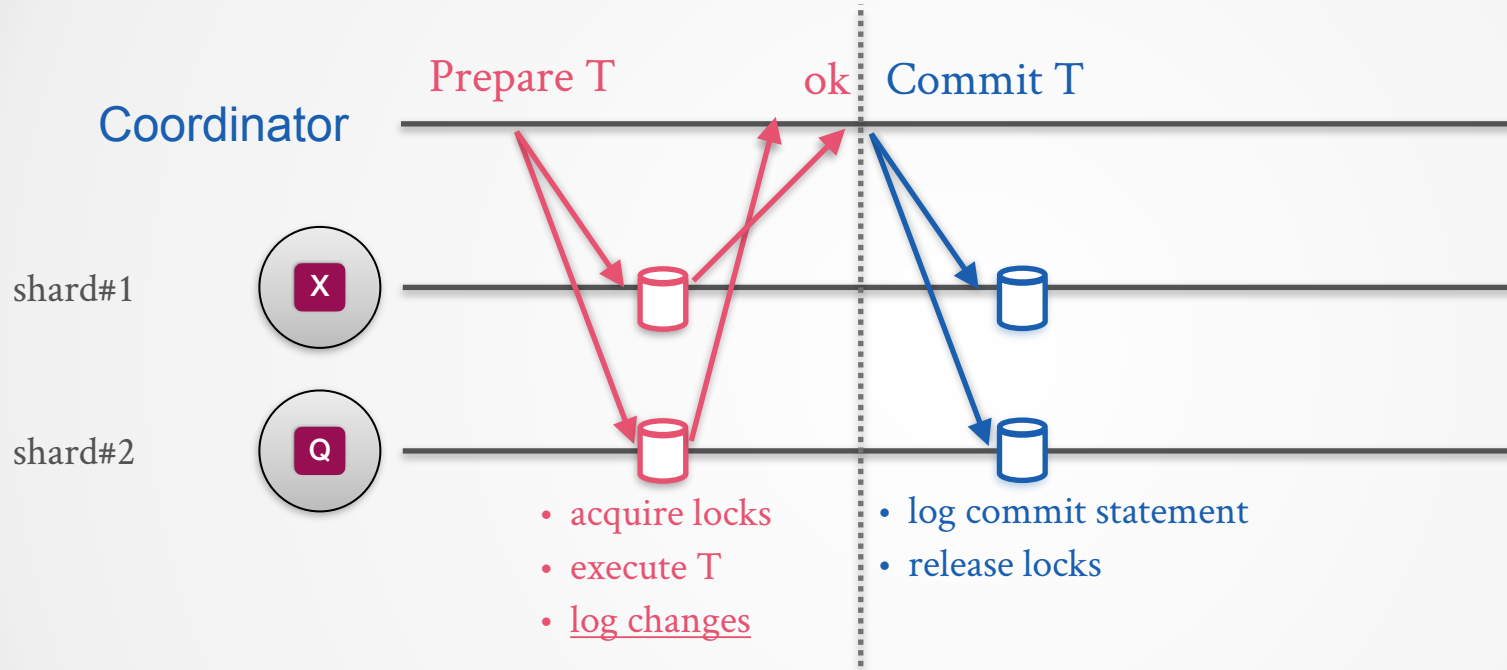 Prepare T
ok
Commit T
Coordinator
shard#1
X
shard#2
Q
• acquire locks
• execute T
• log changes
• log commit statement
• release locks